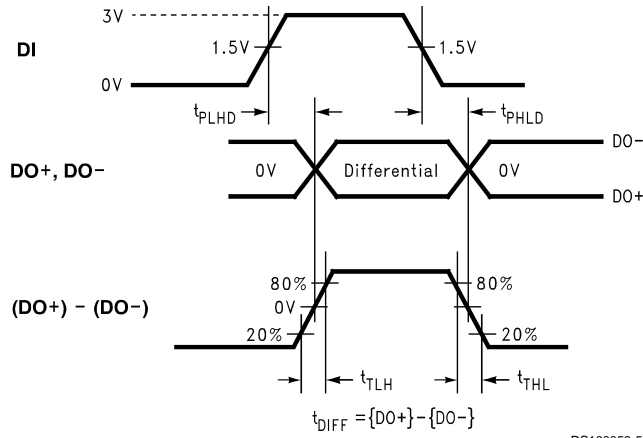 3V
DI
1.5V
1.5V
0V
tPLHD
tPHLD
DO-
DO+, DO-
0V
Differential
0V
DO+
80%
80%
(DO+) - (DO-)
0V
20%
20%
tTLH
tTHL
tDIFF = {DO+}-{DO-}